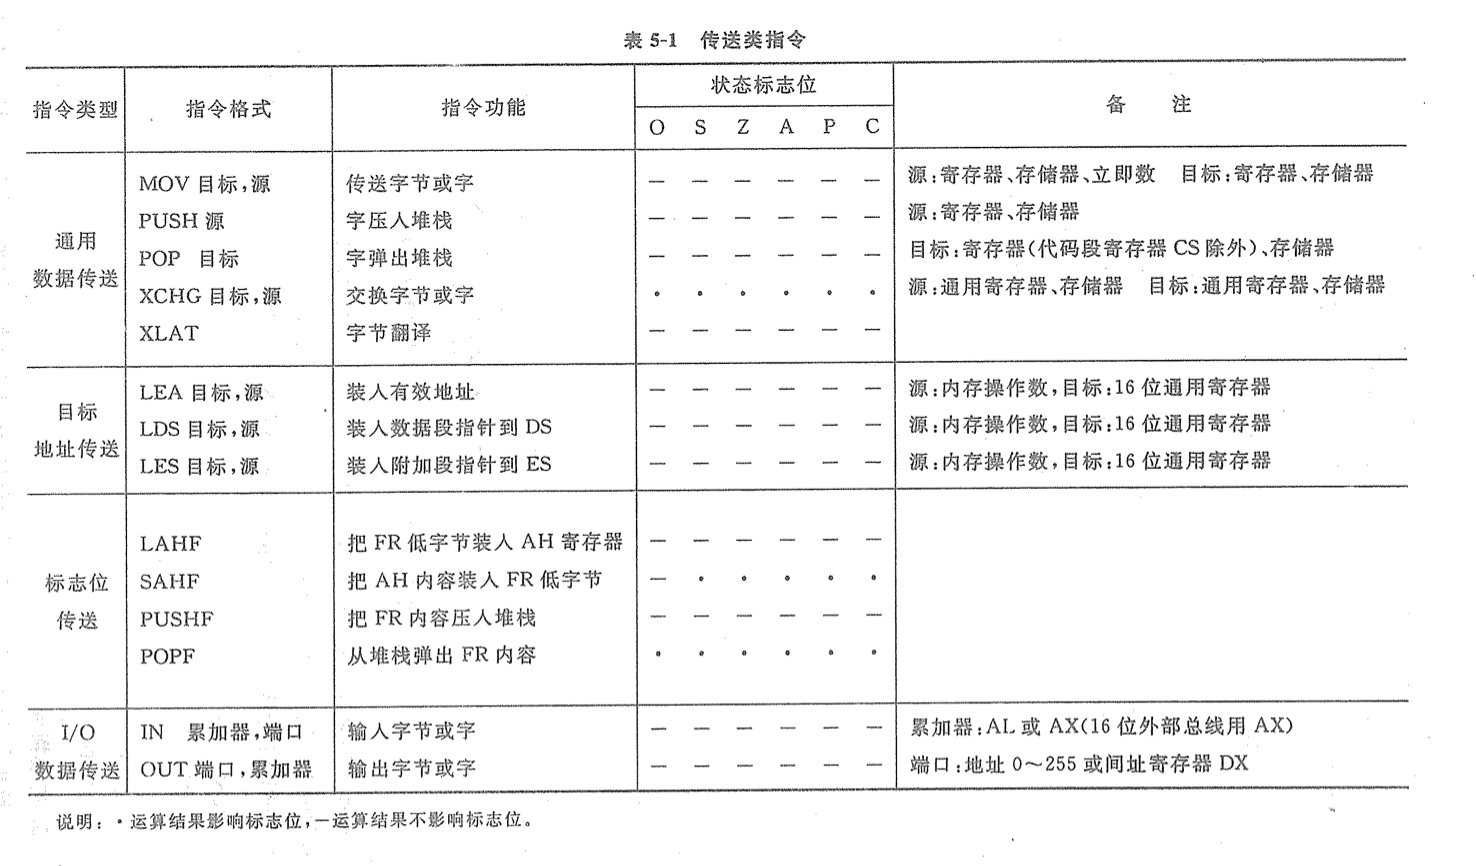 表 5-1 传送类指令
指令类型 指令格式 指令功能 状态标志位 备 注
O S Z A P C
通用
数据传送
MOV 目标,源 传送字节或字 — — — — — — 源:寄存器、存储器、立即数 目标:寄存器、存储器
PUSH 源 字压人堆栈 — — — — — — 源:寄存器、存储器
POP 目标 字弹出堆栈 — — — — — — 目标:寄存器(代码段寄存器 CS 除外)、存储器
XCHG 目标,源 交换字节或字 • • • • • • 源:通用寄存器、存储器 目标:通用寄存器、存储器
XLAT 字节翻译 — — — — — —
目标
地址传送
LEA 目标,源 装人有效地址 — — — — — — 源:内存操作数,目标:16 位通用寄存器
LDS 目标,源 装人数据段指针到 DS — — — — — — 源:内存操作数,目标:16 位通用寄存器
LES 目标,源 装人附加段指针到 ES — — — — — — 源:内存操作数,目标:16 位通用寄存器
标志位
传送
LAHF 把 FR 低字节装人 AH 寄存器 — — — — — —
SAHF 把 AH 内容装人 FR 低字节 — • • • • •
PUSHF 把 FR 内容压人堆栈 — — — — — —
POPF 从堆栈弹出 FR 内容 • • • • • •
I/O
数据传送
IN 累加器,端口 输人字节或字 — — — — — — 累加器:AL 或 AX(16 位外部总线用 AX)
OUT 端口,累加器 输出字节或字 — — — — — — 端口:地址 0～255 或间址寄存器 DX
说明: • 运算结果影响标志位,—运算结果不影响标志位。